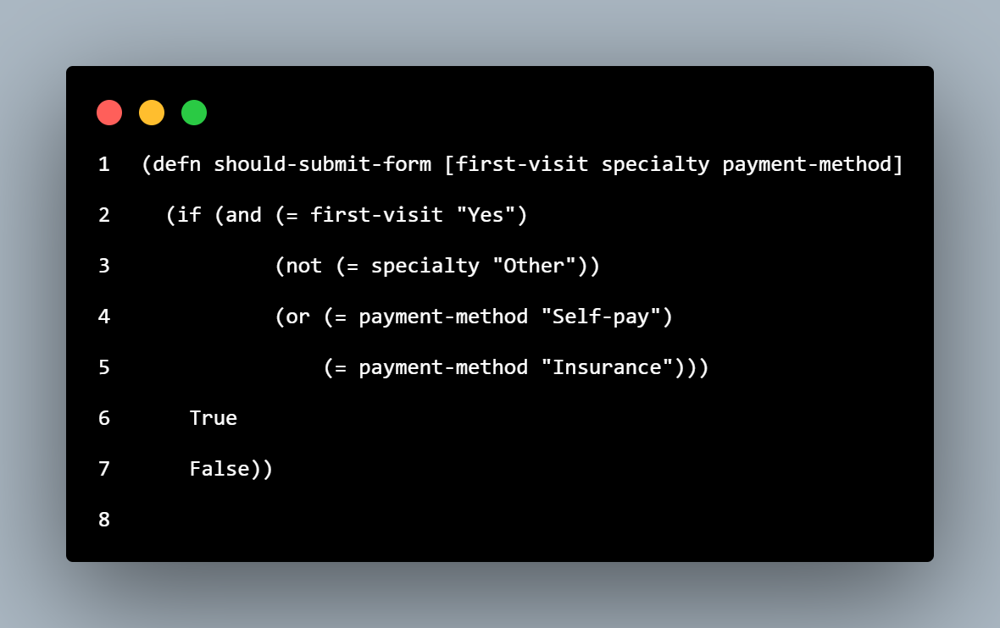 1 (defn should-submit-form [first-visit specialty payment-method]
2   (if (and (= first-visit "Yes")
3            (not (= specialty "Other"))
4            (or (= payment-method "Self-pay")
5                (= payment-method "Insurance")))
6     True
7     False))
8